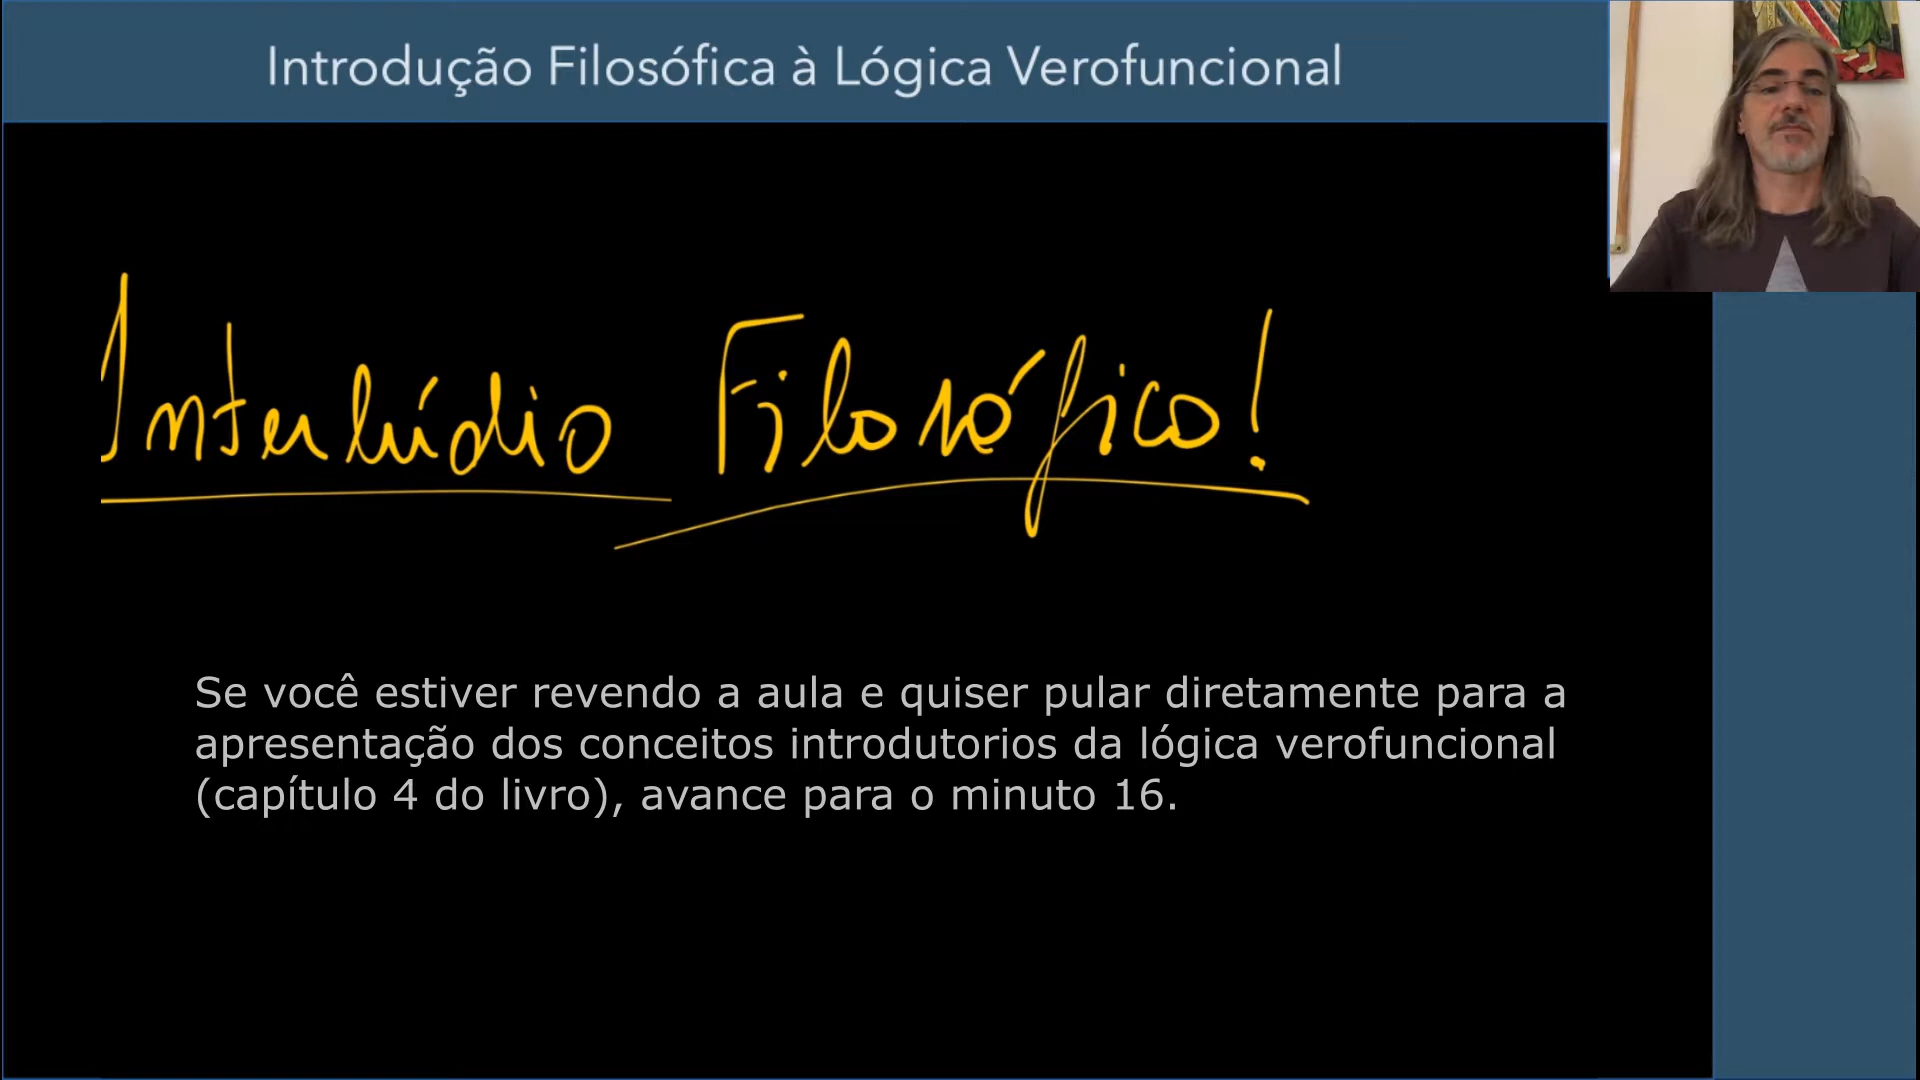 Introdução Filosófica à Lógica Verofuncional
Interlúdio Filosófico!
Se você estiver revendo a aula e quiser pular diretamente para a
apresentação dos conceitos introdutorios da lógica verofuncional
(capítulo 4 do livro), avance para o minuto 16.